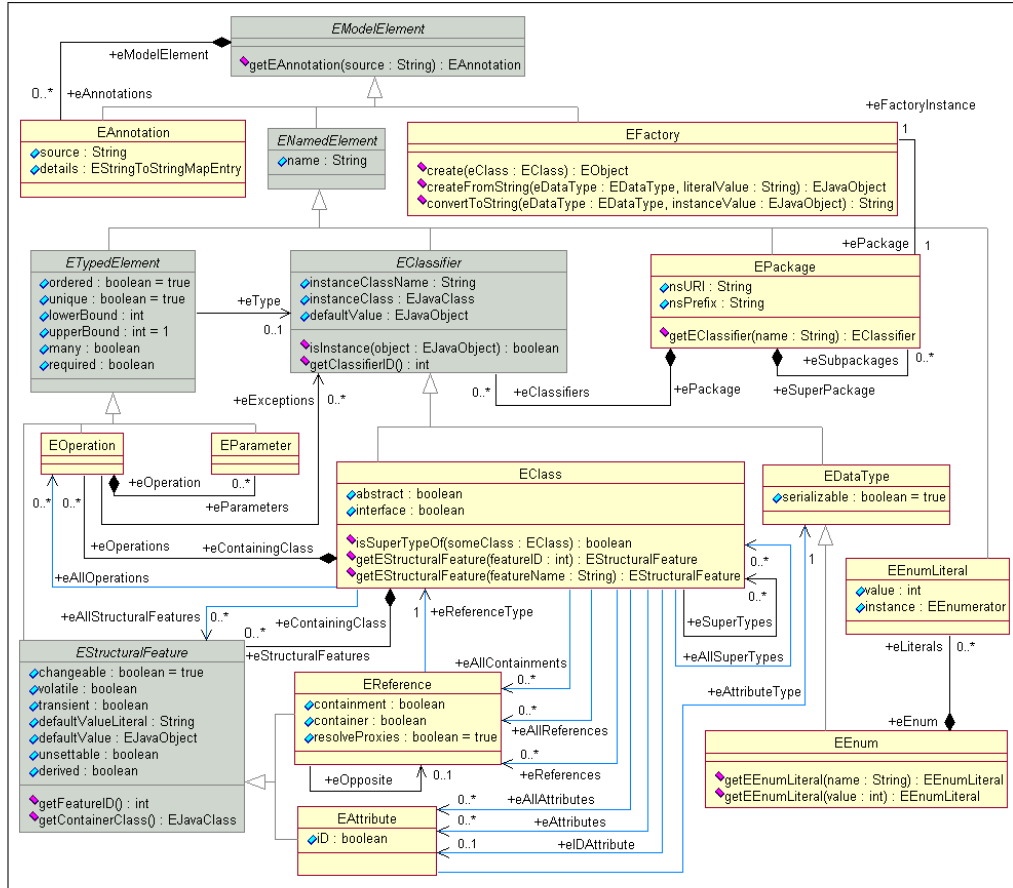 EModelElement
getEAnnotation(source : String) : EAnnotation
+eModelElement
0..*
+eAnnotations
+eFactoryInstance
EAnnotation
source : String
details : EStringToStringMapEntry
ENamedElement
name : String
EFactory
create(eClass : EClass) : EObject
createFromString(eDataType : EDataType, literalValue : String) : EJavaObject
convertToString(eDataType : EDataType, instanceValue : EJavaObject) : String
1
+ePackage
1
ETypedElement
ordered : boolean = true
unique : boolean = true
lowerBound : int
upperBound : int = 1
many : boolean
required : boolean
+eType
0..1
EClassifier
instanceClassName : String
instanceClass : EJavaClass
defaultValue : EJavaObject
isInstance(object : EJavaObject) : boolean
getClassifierID() : int
EPackage
nsURI : String
nsPrefix : String
getEClassifier(name : String) : EClassifier
+eSubpackages
0..*
+eSuperPackage
+eExceptions
0..*
0..*
+eClassifiers
+ePackage
EOperation
EParameter
+eOperation
0..*
0..*
0..*
+eParameters
+eOperations
+eContainingClass
+eAllOperations
EClass
abstract : boolean
interface : boolean
isSuperTypeOf(someClass : EClass) : boolean
getEStructuralFeature(featureID : int) : EStructuralFeature
getEStructuralFeature(featureName : String) : EStructuralFeature
EDataType
serializable : boolean = true
0..*
1
0..*
+eSuperTypes
+eAllSuperTypes
EEnumLiteral
value : int
instance : EEnumerator
+eLiterals
0..*
+eAllStructuralFeatures
0..*
+eContainingClass
0..*
+eStructuralFeatures
1
+eReferenceType
+eAttributeType
EStructuralFeature
changeable : boolean = true
volatile : boolean
transient : boolean
defaultValueLiteral : String
defaultValue : EJavaObject
unsettable : boolean
derived : boolean
getFeatureID() : int
getContainerClass() : EJavaClass
+eAllContainments
0..*
EReference
containment : boolean
container : boolean
resolveProxies : boolean = true
0..*
+eAllReferences
0..*
+eReferences
+eOpposite
0..1
+eEnum
EEnum
getEEnumLiteral(name : String) : EEnumLiteral
getEEnumLiteral(value : int) : EEnumLiteral
+eAllAttributes
0..*
EAttribute
iD : boolean
0..*
+eAttributes
0..1
+eIDAttribute